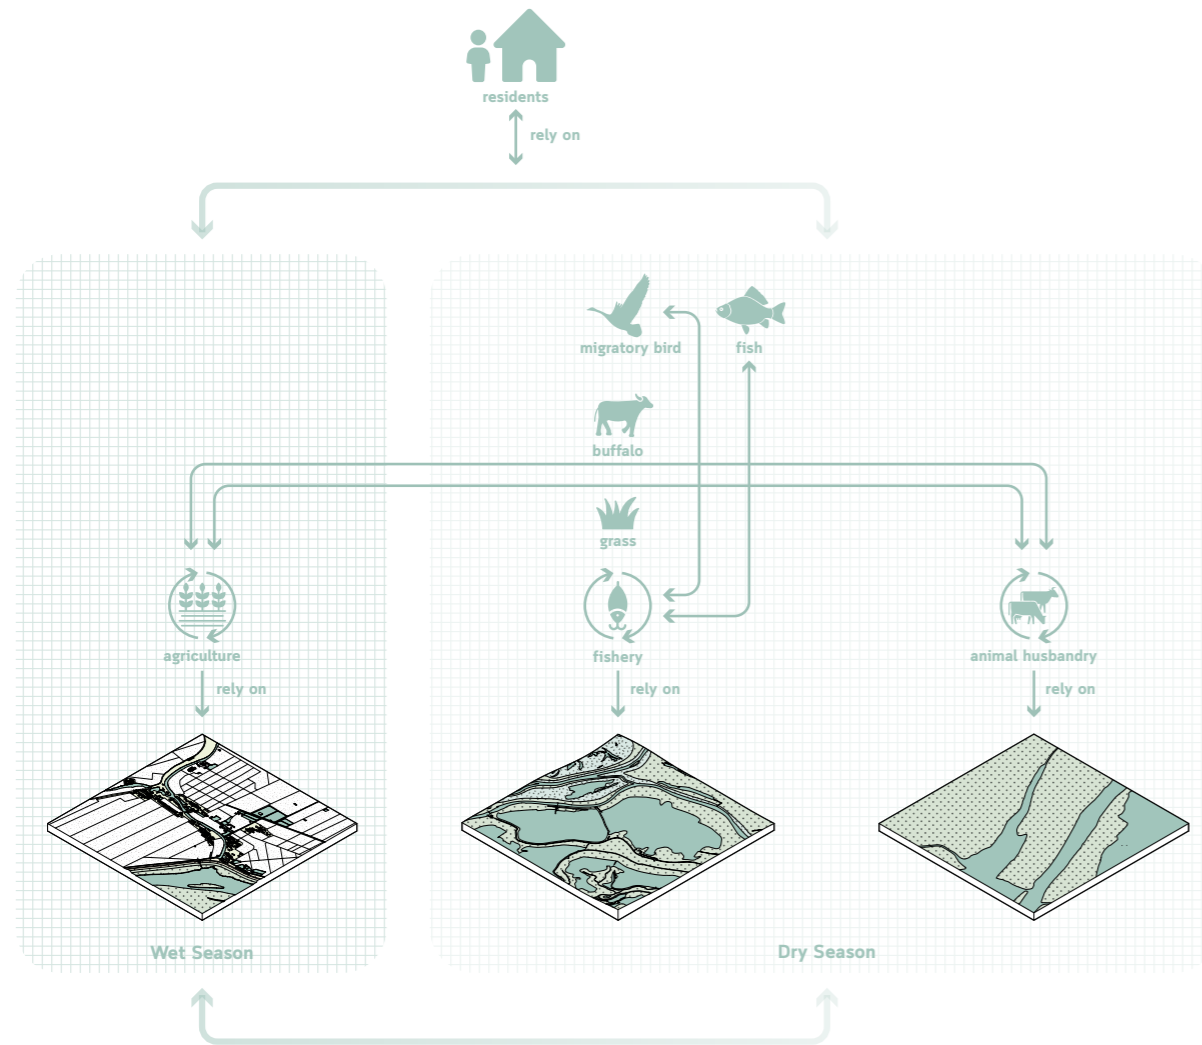 residents
rely on
migratory bird
fish
buffalo
grass
agriculture
fishery
animal husbandry
rely on
rely on
rely on
Wet Season
Dry Season